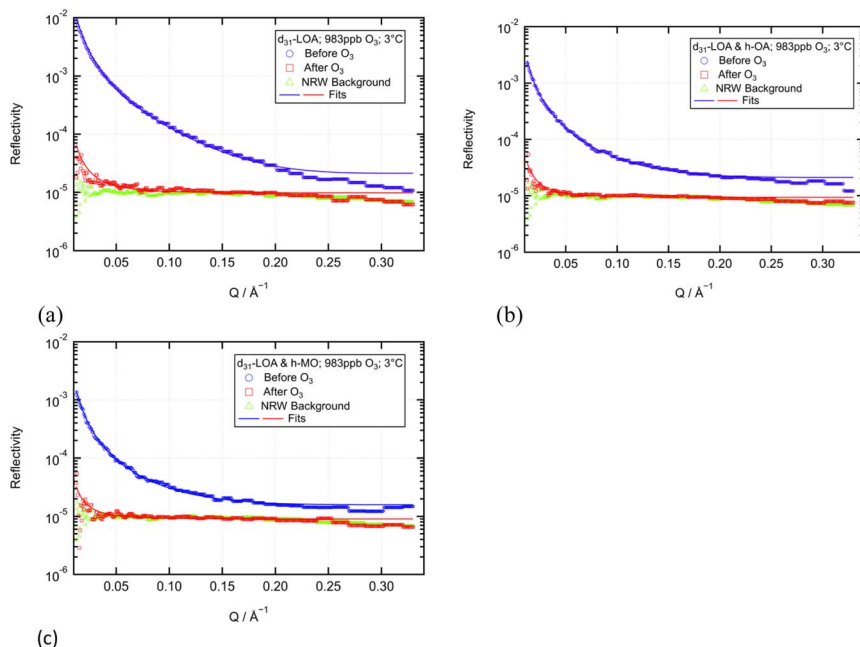 10⁻²
10⁻³
10⁻⁴
10⁻⁵
10⁻⁶
Reflectivity
d₃₁-LOA; 983ppb O₃; 3°C
Before O₃
After O₃
NRW Background
Fits
0.05 0.10 0.15 0.20 0.25 0.30
Q / Å⁻¹
(a)
10⁻²
10⁻³
10⁻⁴
10⁻⁵
10⁻⁶
Reflectivity
d₃₁-LOA & h-OA; 983ppb O₃; 3°C
Before O₃
After O₃
NRW Background
Fits
0.05 0.10 0.15 0.20 0.25 0.30
Q / Å⁻¹
(b)
10⁻²
10⁻³
10⁻⁴
10⁻⁵
10⁻⁶
Reflectivity
d₃₁-LOA & h-MO; 983ppb O₃; 3°C
Before O₃
After O₃
NRW Background
Fits
0.05 0.10 0.15 0.20 0.25 0.30
Q / Å⁻¹
(c)